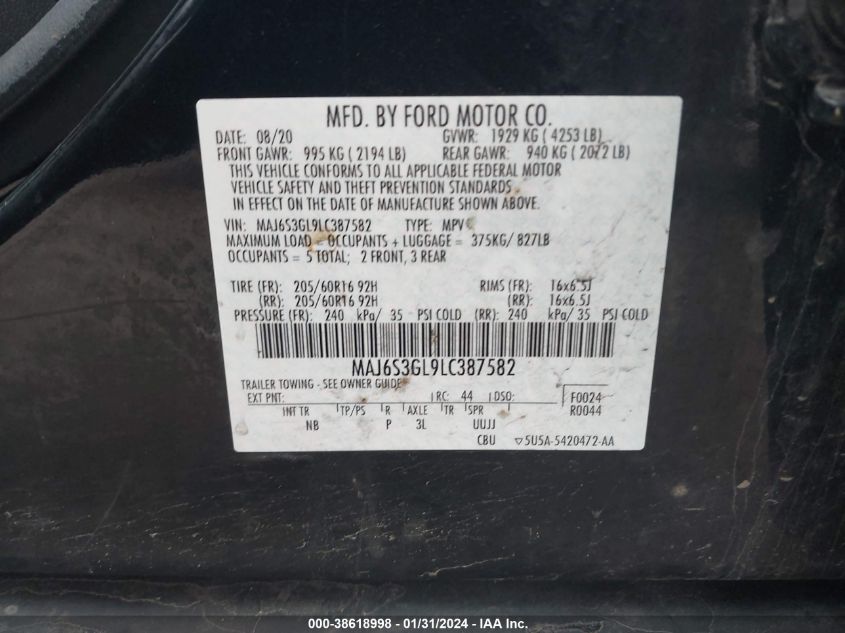 MFD. BY FORD MOTOR CO.
DATE: 08/20 GVWR: 1929 KG ( 4253 LB)
FRONT GAWR: 995 KG ( 2194 LB) REAR GAWR: 940 KG ( 2072 LB)
THIS VEHICLE CONFORMS TO ALL APPLICABLE FEDERAL MOTOR
VEHICLE SAFETY AND THEFT PREVENTION STANDARDS
IN EFFECT ON THE DATE OF MANUFACTURE SHOWN ABOVE.
VIN: MAJ6S3GL9LC387582 TYPE: MPV
MAXIMUM LOAD - OCCUPANTS + LUGGAGE = 375KG/ 827LB
OCCUPANTS = 5 TOTAL; 2 FRONT, 3 REAR
TIRE (FR): 205/60R16 92H RIMS (FR): 16x6.5J
(RR): 205/60R16 92H (RR): 16x6.5J
PRESSURE (FR): 240 kPa/ 35 PSI COLD (RR): 240 kPa/ 35 PSI COLD
MAJ6S3GL9LC387582
TRAILER TOWING - SEE OWNER GUIDE
EXT PNT: RC: 44 DSO: F0024
INT TR TP/PS R AXLE TR SPR R0044
NB P 3L UUJJ
CBU 5U5A-5420472-AA
000-38618998 - 01/31/2024 - IAA Inc.